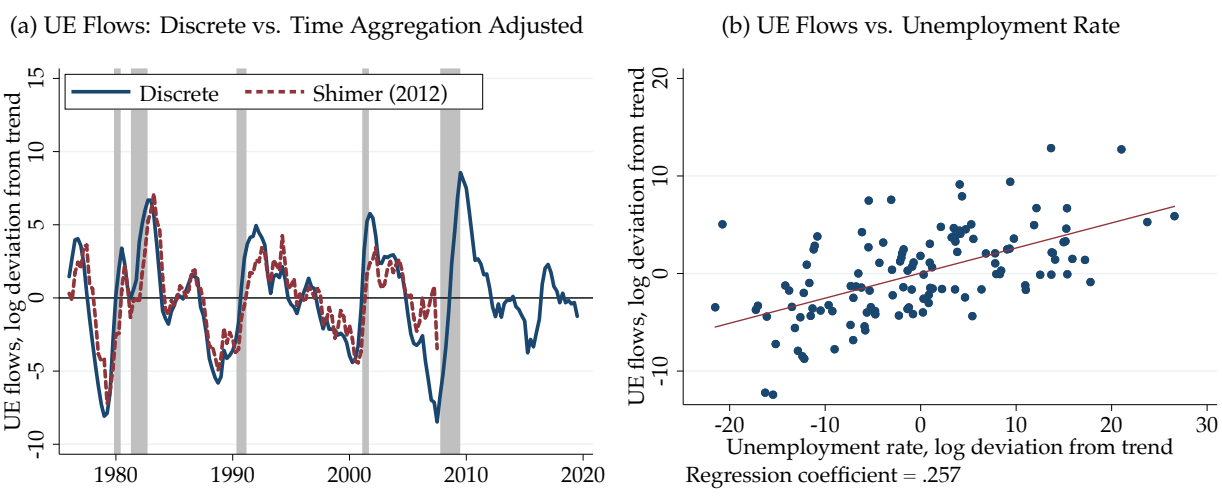 (a) UE Flows: Discrete vs. Time Aggregation Adjusted
UE flows, log deviation from trend
15
10
5
0
-5
-10
Discrete
Shimer (2012)
1980
1990
2000
2010
2020
(b) UE Flows vs. Unemployment Rate
UE flows, log deviation from trend
20
10
0
-10
-20
-10
0
10
20
30
Unemployment rate, log deviation from trend
Regression coefficient = .257